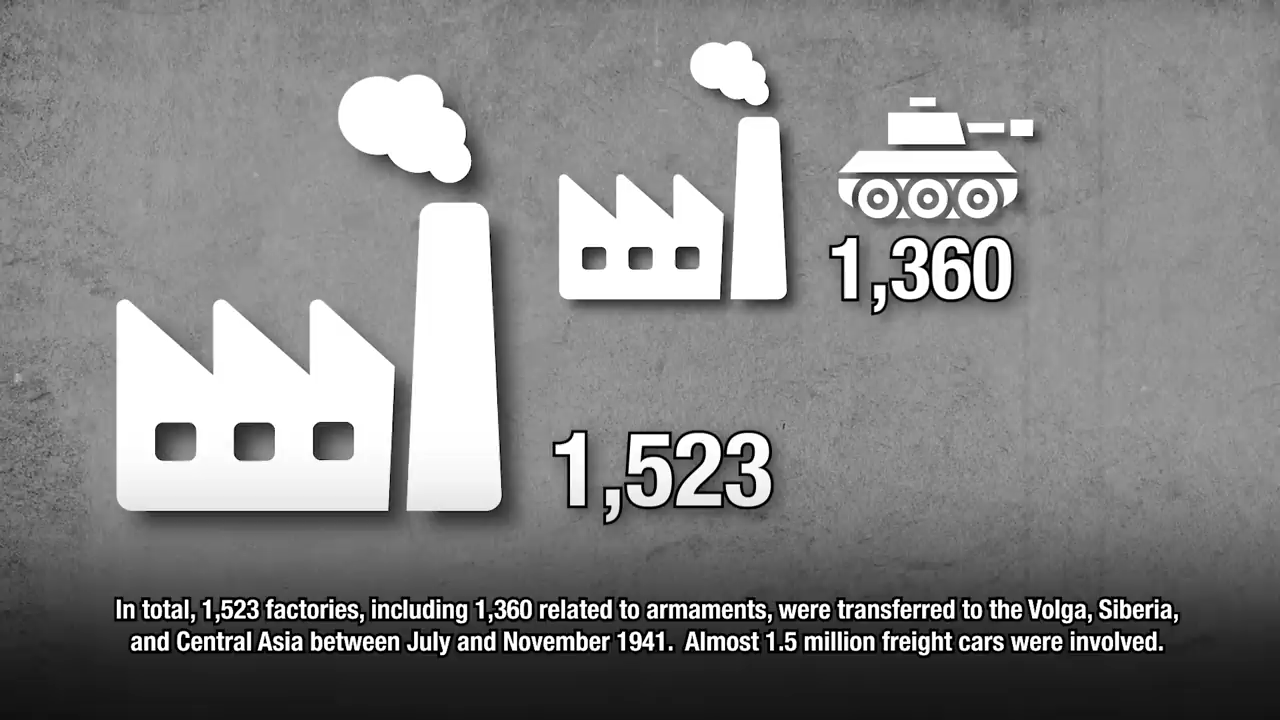 1,360
1,523
In total, 1,523 factories, including 1,360 related to armaments, were transferred to the Volga, Siberia,
and Central Asia between July and November 1941.  Almost 1.5 million freight cars were involved.